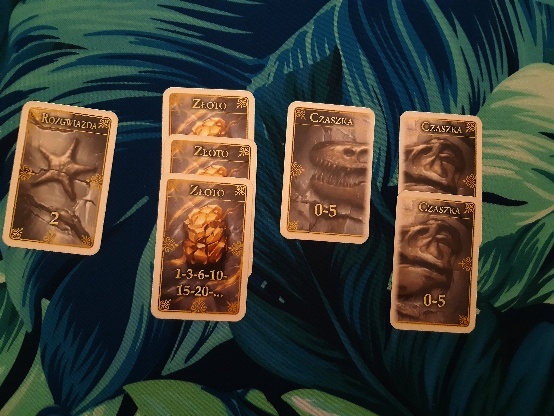 ROZGWIAZDA
2
ZŁOTO
ZŁOTO
ZŁOTO
1-3-6-10-
15-20-...
CZASZKA
0-5
CZASZKA
CZASZKA
0-5